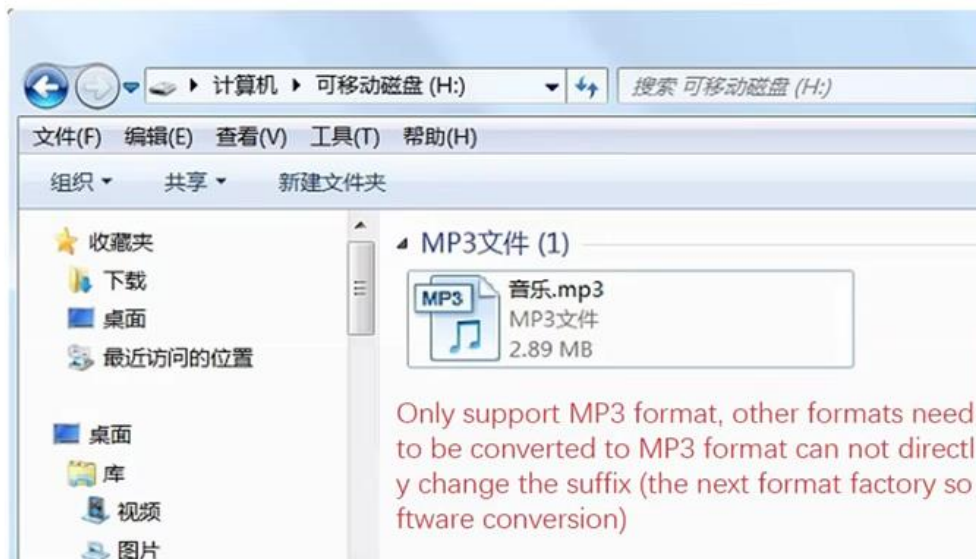 计算机 可移动磁盘 (H:) 搜索 可移动磁盘 (H:)
文件(F) 编辑(E) 查看(V) 工具(T) 帮助(H)
组织 共享 新建文件夹
收藏夹
下载
桌面
最近访问的位置
桌面
库
视频
图片
MP3文件 (1)
MP3
音乐.mp3
MP3文件
2.89 MB
Only support MP3 format, other formats need
to be converted to MP3 format can not directl
y change the suffix (the next format factory so
ftware conversion)